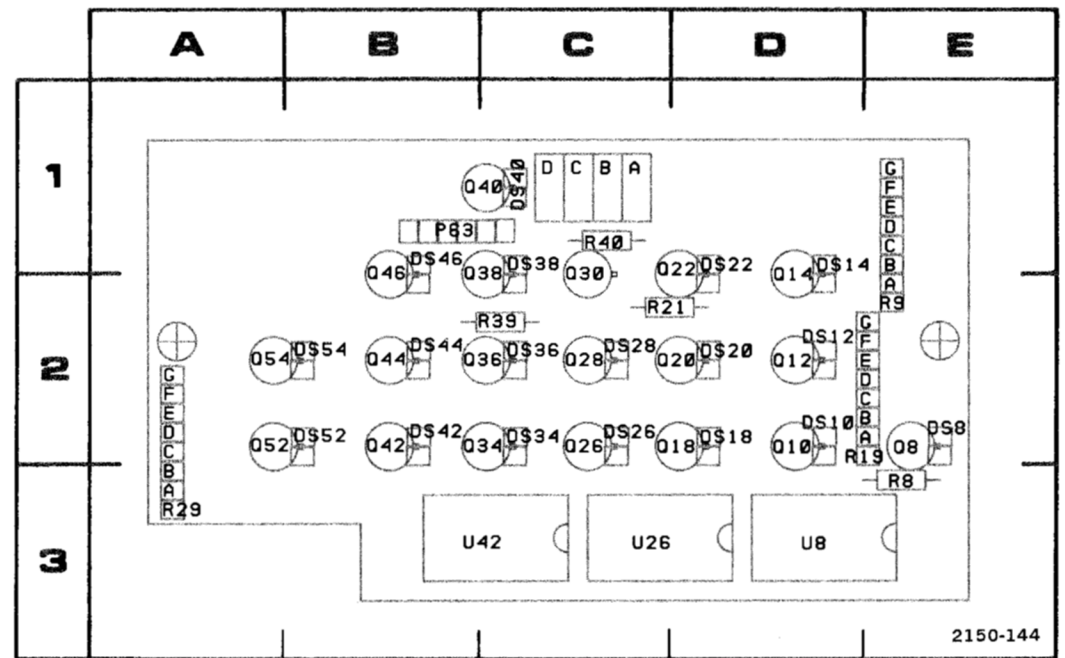 A B C D E
1
D C B A
Q40 DS40
P63
R40
Q46 DS46 Q38 DS38 Q30 Q22 DS22 Q14 DS14
G
F
E
D
C
B
A
R9
R39 R21
2
Q54 DS54 Q44 DS44 Q36 DS36 Q28 DS28 Q20 DS20 Q12 DS12
G
F
E
D
C
B
A
R19
Q52 DS52 Q42 DS42 Q34 DS34 Q26 DS26 Q18 DS18 Q10 DS10 Q8 DS8
G
F
E
D
C
B
A
R29
R8
3
U42 U26 U8
2150-144